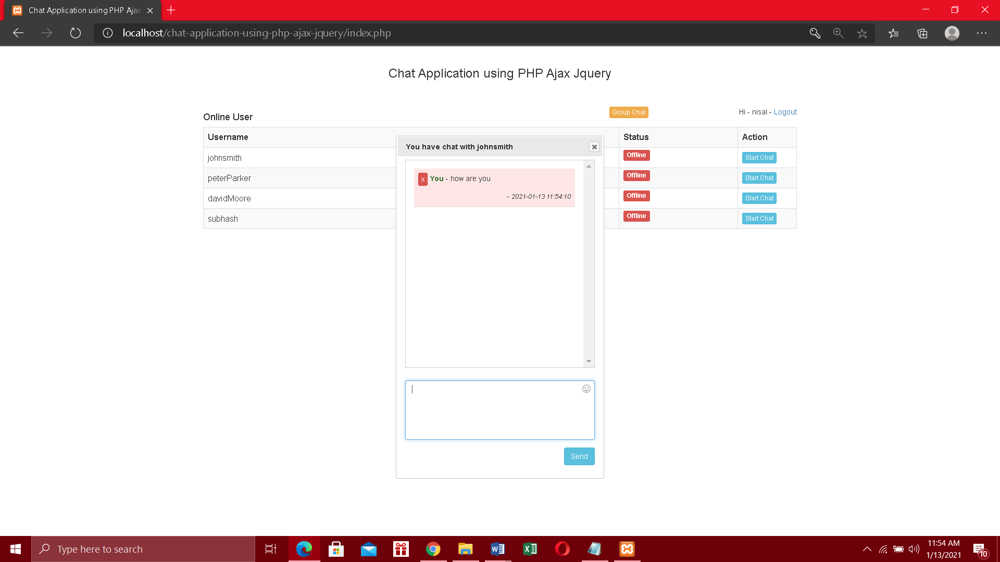 Chat Application using PHP Ajax
localhost/chat-application-using-php-ajax-jquery/index.php
Chat Application using PHP Ajax Jquery
Online User
Group Chat
Hi - nisal - Logout
Username Status Action
johnsmith Offline Start Chat
peterParker Offline Start Chat
davidMoore Offline Start Chat
subhash Offline Start Chat
You have chat with johnsmith
x You - how are you
- 2021-01-13 11:54:10
Send
Type here to search
11:54 AM
1/13/2021
10